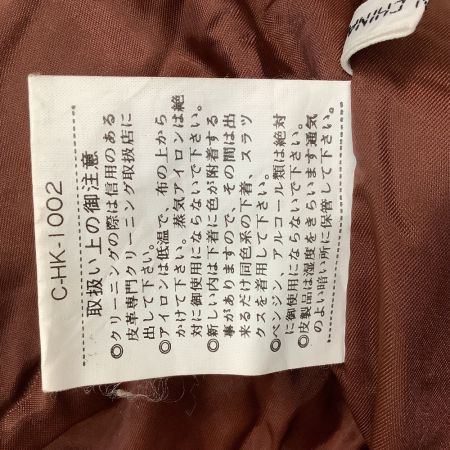 C-HK-1002
取扱い上の御注意
◎クリーニングの際は信用のある
皮革専門クリーニング取扱店に
出して下さい。
◎アイロンは低温で、布の上から
かけて下さい。蒸気アイロンは絶
対に御使用にならないで下さい。
◎新しい内は下着に色が附着する
事がありますので、その間は出
来るだけ同色系の下着、スラッ
クスを着用して下さい。
◎ベンジン アルコール類は絶対
に御使用にならないで下さい。
◎皮製品は湿度をきらいます通気
のよい暗い所に保管して下さい。
CHINA